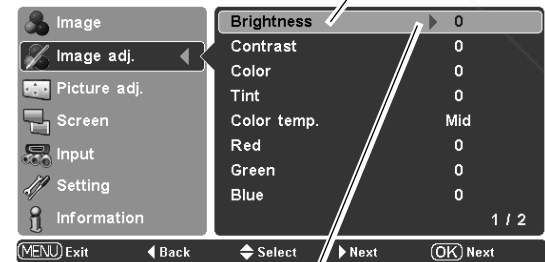 Image
Image adj.
Picture adj.
Screen
Input
Setting
Information
Brightness 0
Contrast 0
Color 0
Tint 0
Color temp. Mid
Red 0
Green 0
Blue 0
1 / 2
MENU Exit Back Select Next OK Next